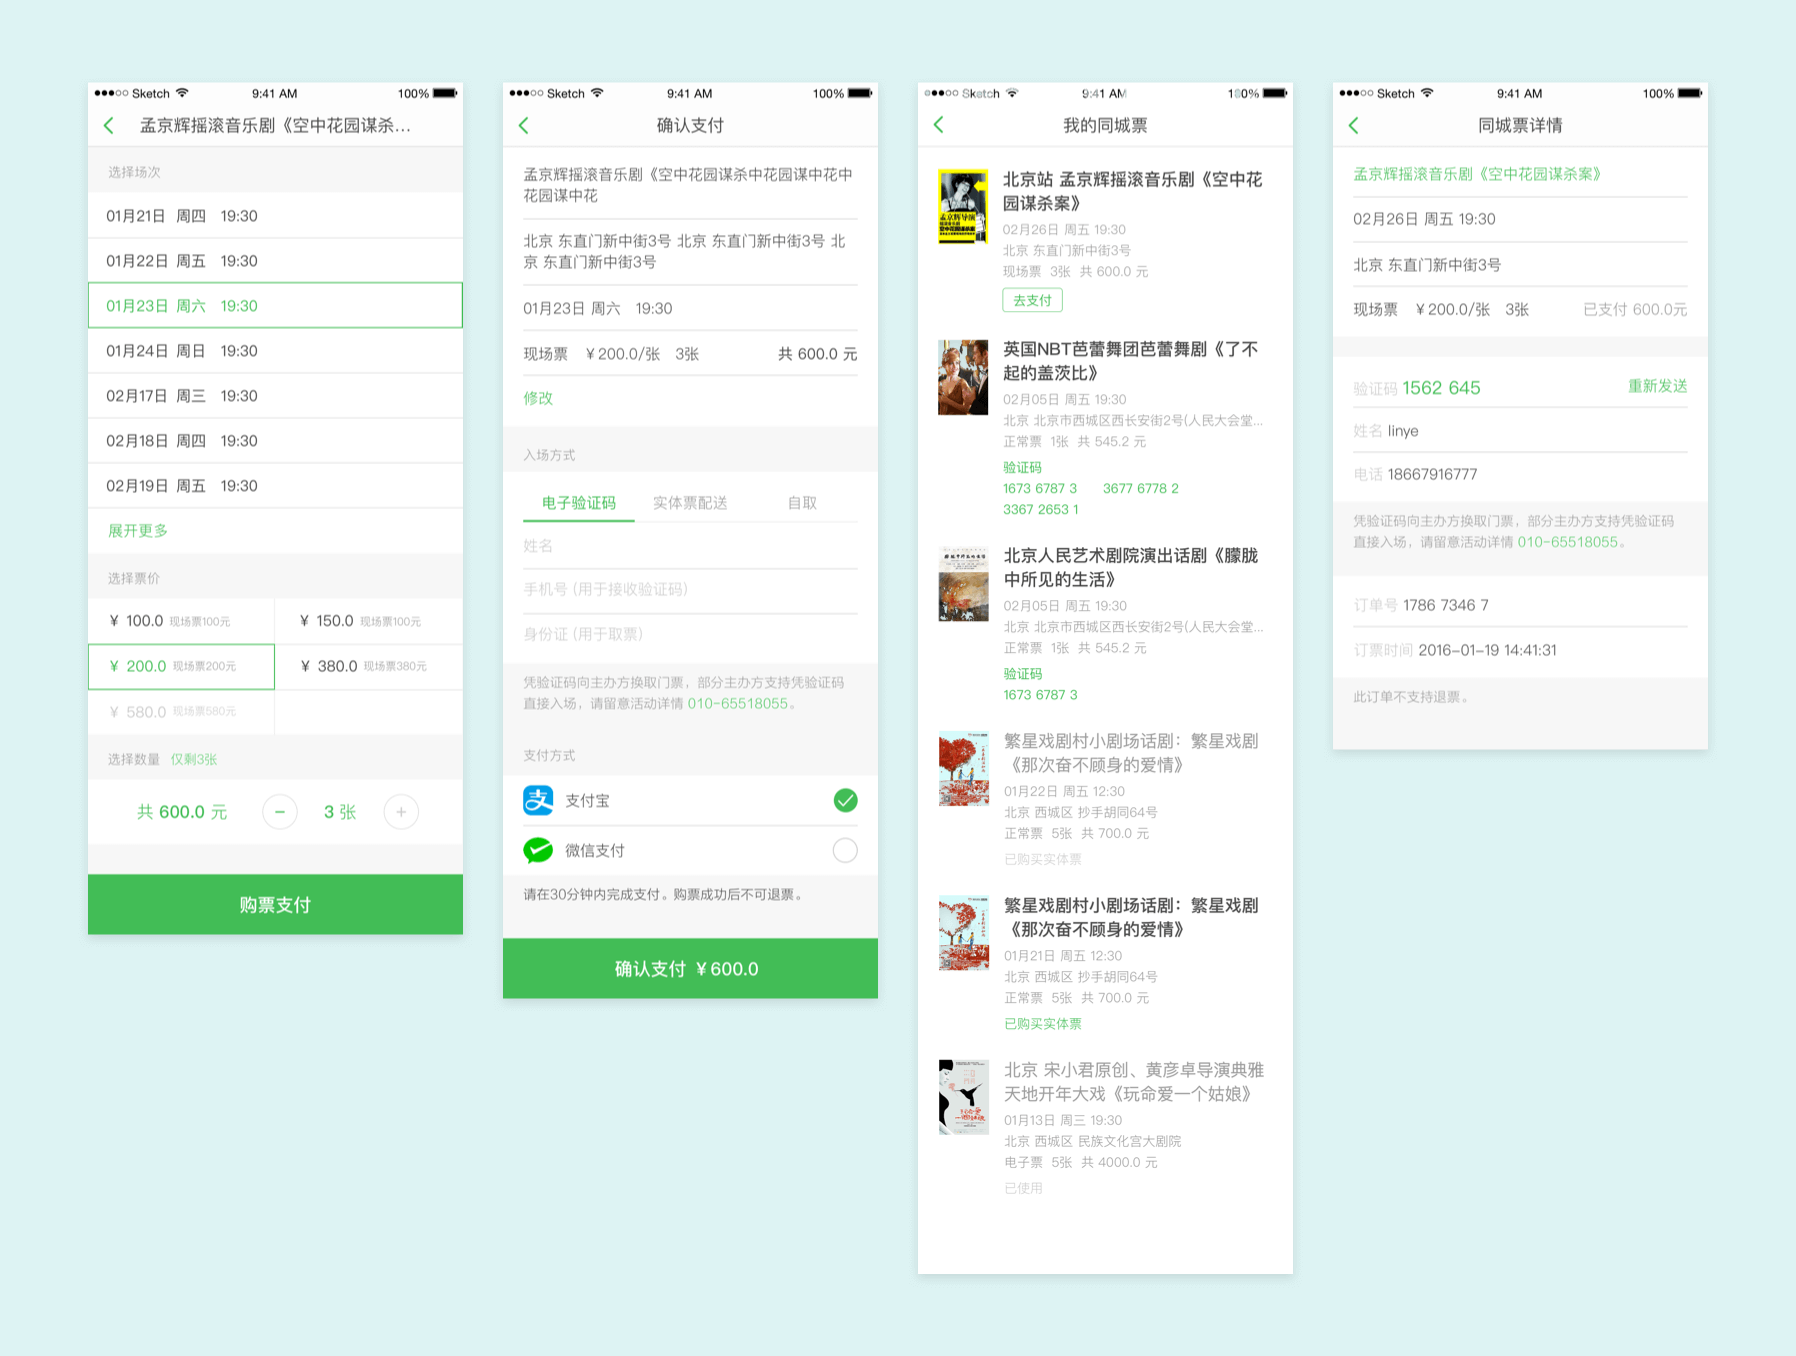 Sketch 9:41 AM 100%
孟京辉摇滚音乐剧《空中花园谋杀...
选择场次
01月21日 周四 19:30
01月22日 周五 19:30
01月23日 周六 19:30
01月24日 周日 19:30
02月17日 周三 19:30
02月18日 周四 19:30
02月19日 周五 19:30
展开更多
选择票价
¥ 100.0 现场票100元
¥ 150.0 现场票100元
¥ 200.0 现场票200元
¥ 380.0 现场票380元
¥ 580.0 现场票580元
选择数量 仅剩3张
共 600.0 元 − 3 张 +
购票支付
Sketch 9:41 AM 100%
确认支付
孟京辉摇滚音乐剧《空中花园谋杀中花园谋中花中
花园谋中花
北京 东直门新中街3号 北京 东直门新中街3号 北
京 东直门新中街3号
01月23日 周六 19:30
现场票 ¥200.0/张 3张 共 600.0 元
修改
入场方式
电子验证码 实体票配送 自取
姓名
手机号 (用于接收验证码)
身份证 (用于取票)
凭验证码向主办方换取门票，部分主办方支持凭验证码
直接入场，请留意活动详情 010-65518055。
支付方式
支 支付宝
微信支付
请在30分钟内完成支付。购票成功后不可退票。
确认支付 ¥600.0
Sketch 9:41 AM 100%
我的同城票
北京站 孟京辉摇滚音乐剧《空中花
园谋杀案》
02月26日 周五 19:30
北京 东直门新中街3号
现场票 3张 共 600.0 元
去支付
英国NBT芭蕾舞团芭蕾舞剧《了不
起的盖茨比》
02月05日 周五 19:30
北京 北京市西城区西长安街2号(人民大会堂...
正常票 1张 共 545.2 元
验证码
1673 6787 3 3677 6778 2
3367 2653 1
北京人民艺术剧院演出话剧《朦胧
中所见的生活》
02月05日 周五 19:30
北京 北京市西城区西长安街2号(人民大会堂...
正常票 1张 共 545.2 元
验证码
1673 6787 3
繁星戏剧村小剧场话剧：繁星戏剧
《那次奋不顾身的爱情》
01月22日 周五 12:30
北京 西城区 抄手胡同64号
正常票 5张 共 700.0 元
已购买实体票
繁星戏剧村小剧场话剧：繁星戏剧
《那次奋不顾身的爱情》
01月21日 周五 12:30
北京 西城区 抄手胡同64号
正常票 5张 共 700.0 元
已购买实体票
北京 宋小君原创、黄彦卓导演典雅
天地开年大戏《玩命爱一个姑娘》
01月13日 周三 19:30
北京 西城区 民族文化宫大剧院
电子票 5张 共 4000.0 元
已使用
Sketch 9:41 AM 100%
同城票详情
孟京辉摇滚音乐剧《空中花园谋杀案》
02月26日 周五 19:30
北京 东直门新中街3号
现场票 ¥200.0/张 3张 已支付 600.0元
验证码 1562 645 重新发送
姓名 linye
电话 18667916777
凭验证码向主办方换取门票，部分主办方支持凭验证码
直接入场，请留意活动详情 010-65518055。
订单号 1786 7346 7
订票时间 2016-01-19 14:41:31
此订单不支持退票。